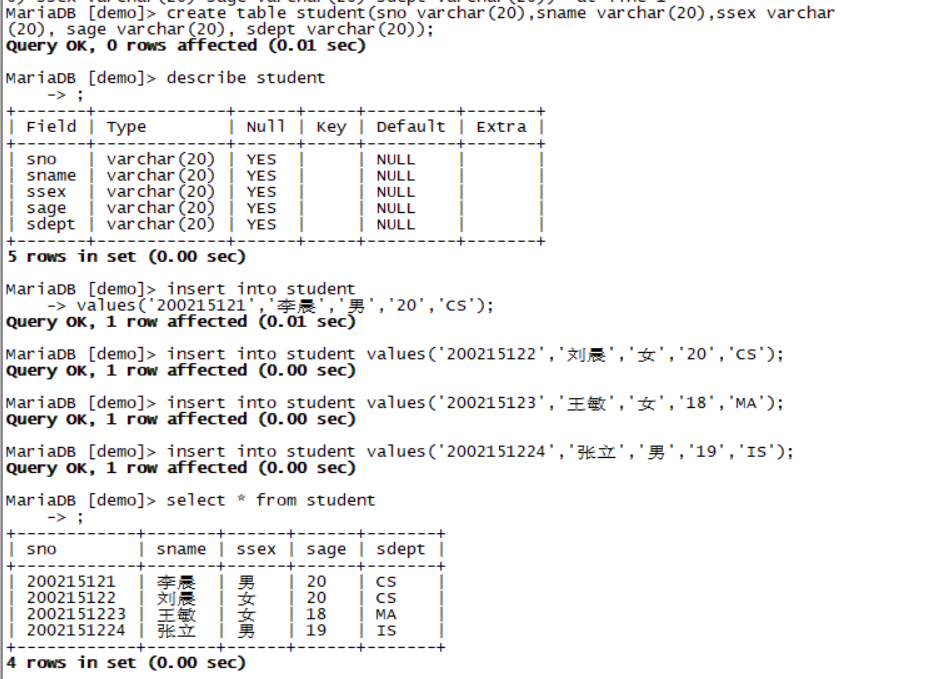 MariaDB [demo]> create table student(sno varchar(20),sname varchar(20),ssex varchar
(20), sage varchar(20), sdept varchar(20));
Query OK, 0 rows affected (0.01 sec)
MariaDB [demo]> describe student
    -> ;
+-------+-------------+------+-----+---------+-------+
| Field | Type        | Null | Key | Default | Extra |
+-------+-------------+------+-----+---------+-------+
| sno   | varchar(20) | YES  |     | NULL    |       |
| sname | varchar(20) | YES  |     | NULL    |       |
| ssex  | varchar(20) | YES  |     | NULL    |       |
| sage  | varchar(20) | YES  |     | NULL    |       |
| sdept | varchar(20) | YES  |     | NULL    |       |
+-------+-------------+------+-----+---------+-------+
5 rows in set (0.00 sec)
MariaDB [demo]> insert into student
    -> values('200215121','李晨','男','20','CS');
Query OK, 1 row affected (0.01 sec)
MariaDB [demo]> insert into student values('200215122','刘晨','女','20','CS');
Query OK, 1 row affected (0.00 sec)
MariaDB [demo]> insert into student values('200215123','王敏','女','18','MA');
Query OK, 1 row affected (0.00 sec)
MariaDB [demo]> insert into student values('2002151224','张立','男','19','IS');
Query OK, 1 row affected (0.00 sec)
MariaDB [demo]> select * from student
    -> ;
+------------+-------+------+------+-------+
| sno        | sname | ssex | sage | sdept |
+------------+-------+------+------+-------+
| 200215121  | 李晨 | 男 | 20   | CS    |
| 200215122  | 刘晨 | 女 | 20   | CS    |
| 2002151223 | 王敏 | 女 | 18   | MA    |
| 2002151224 | 张立 | 男 | 19   | IS    |
+------------+-------+------+------+-------+
4 rows in set (0.00 sec)